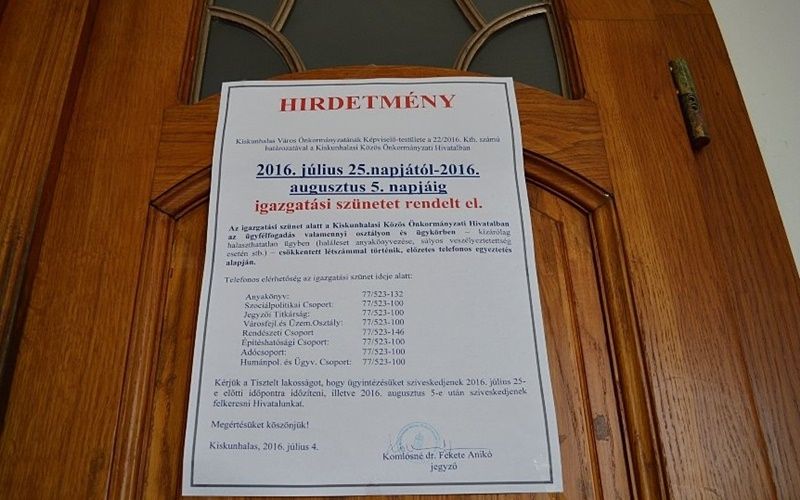 HIRDETMÉNY
Kiskunhalas Város Önkormányzatának Képviselő-testülete a 22/2016. Kth. számú
határozatával a Kiskunhalasi Közös Önkormányzati Hivatalban
2016. július 25.napjától-2016.
augusztus 5. napjáig
igazgatási szünetet rendelt el.
Az igazgatási szünet alatt a Kiskunhalasi Közös Önkormányzati Hivatalban
az ügyfélfogadás valamennyi osztályon és ügykörben – kizárólag
halaszthatatlan ügyben (haláleset anyakönyvezése, súlyos veszélyeztetettség
esetén stb.) – csökkentett létszámmal történik, előzetes telefonos egyeztetés
alapján.
Telefonos elérhetőség az igazgatási szünet ideje alatt:
Anyakönyv: 77/523-132
Szociálpolitikai Csoport: 77/523-100
Jegyzői Titkárság: 77/523-100
Városfejl.és Üzem.Osztály: 77/523-100
Rendészeti Csoport 77/523-146
Építéshatósági Csoport: 77/523-100
Adócsoport: 77/523-100
Humánpol. és Ügyv. Csoport: 77/523-100
Kérjük a Tisztelt lakosságot, hogy ügyintézésüket szíveskedjenek 2016. július 25-
e előtti időpontra időzíteni, illetve 2016. augusztus 5-e után szíveskedjenek
felkeresni Hivatalunkat.
Megértésüket köszönjük!
Kiskunhalas, 2016. július 4.
Komlósné dr. Fekete Anikó
jegyző